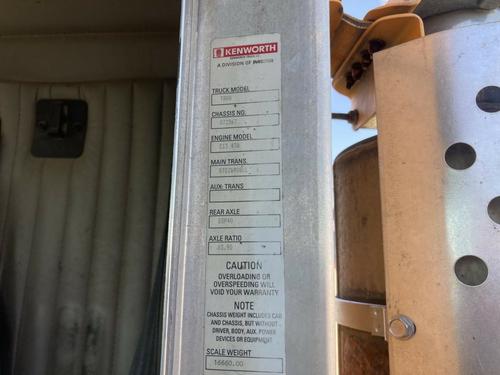 KENWORTH
A DIVISION OF PACCAR
TRUCK MODEL
T800
CHASSIS NO.
ENGINE MODEL
MAIN TRANS.
AUX: TRANS
REAR AXLE
AXLE RATIO
CAUTION
OVERLOADING OR
OVERSPEEDING WILL
VOID YOUR WARRANTY
NOTE
CHASSIS WEIGHT INCLUDES CAB
AND CHASSIS, BUT WITHOUT
DRIVER, BODY, AUX. POWER
DEVICES OR EQUIPMENT
SCALE WEIGHT
16660.00